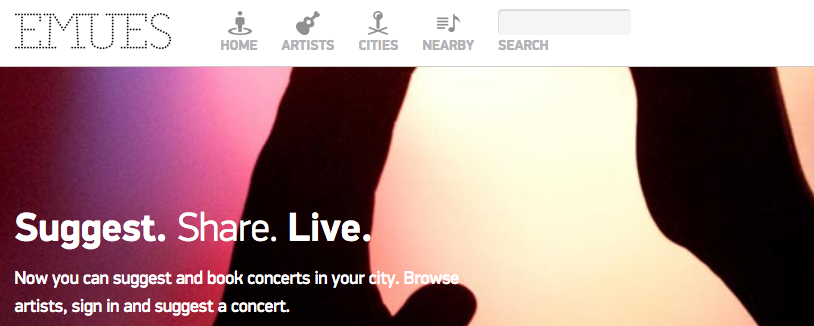 EMUES
HOME ARTISTS CITIES NEARBY SEARCH
Suggest. Share. Live.
Now you can suggest and book concerts in your city. Browse
artists, sign in and suggest a concert.